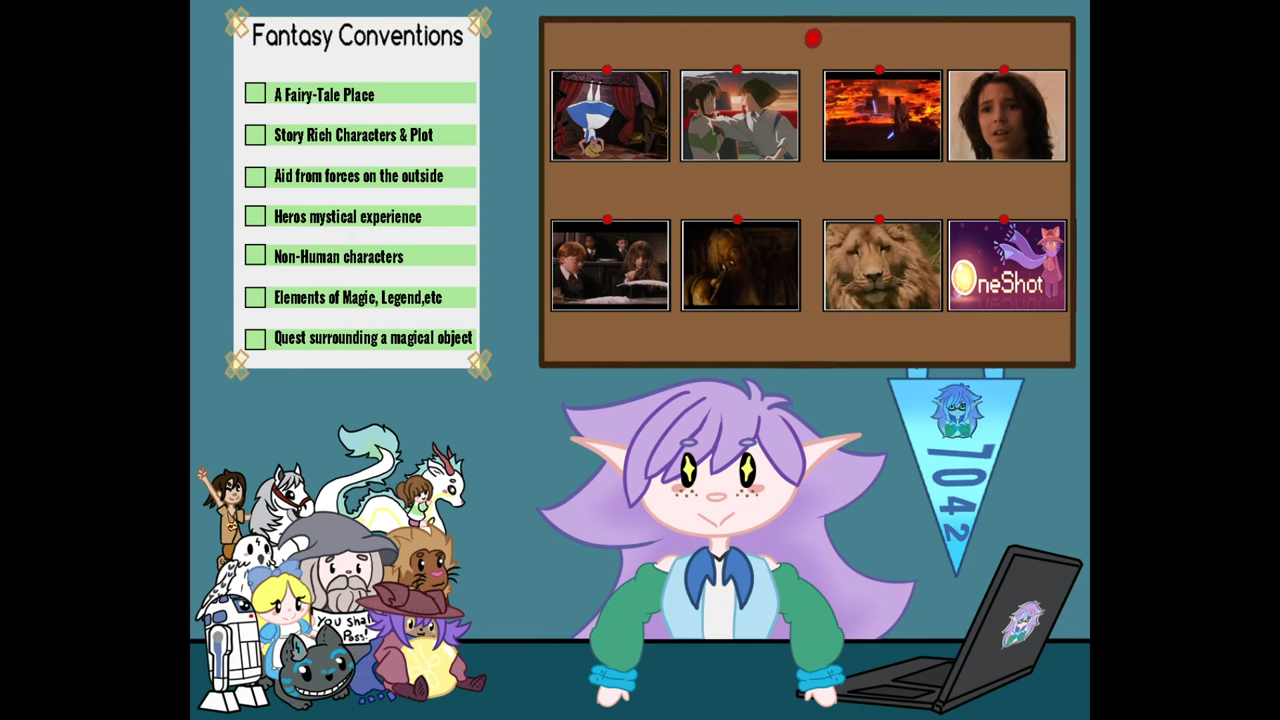 Fantasy Conventions
A Fairy-Tale Place
Story Rich Characters & Plot
Aid from forces on the outside
Heros mystical experience
Non-Human characters
Elements of Magic, Legend,etc
Quest surrounding a magical object
OneShot
7042
You Shall
Pass!